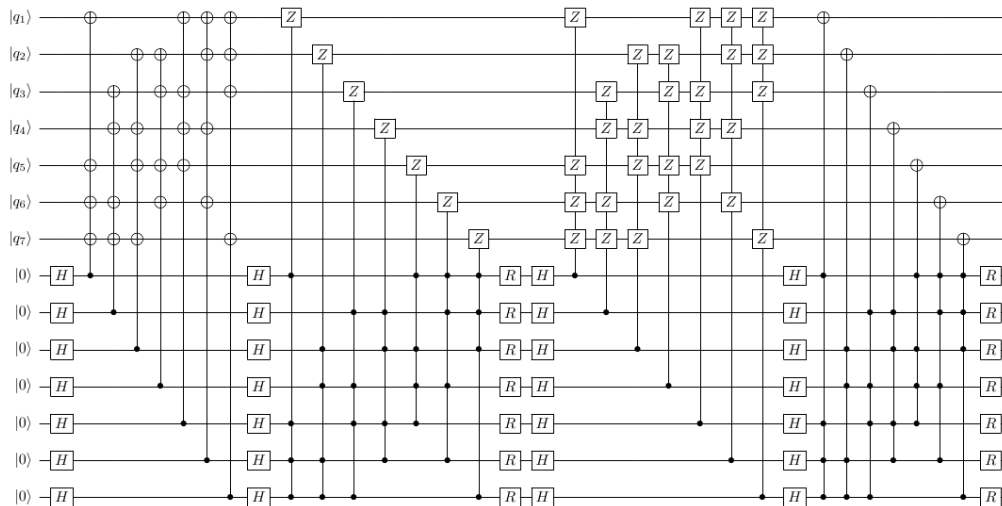 |q₁⟩ Z Z Z Z Z
|q₂⟩ Z Z Z Z Z
|q₃⟩ Z Z Z Z Z
|q₄⟩ Z Z Z Z Z
|q₅⟩ Z Z Z Z Z
|q₆⟩ Z Z Z Z Z
|q₇⟩ Z Z Z Z Z
|0⟩ H H R H H R
|0⟩ H H R H H R
|0⟩ H H R H H R
|0⟩ H H R H H R
|0⟩ H H R H H R
|0⟩ H H R H H R
|0⟩ H H R H H R